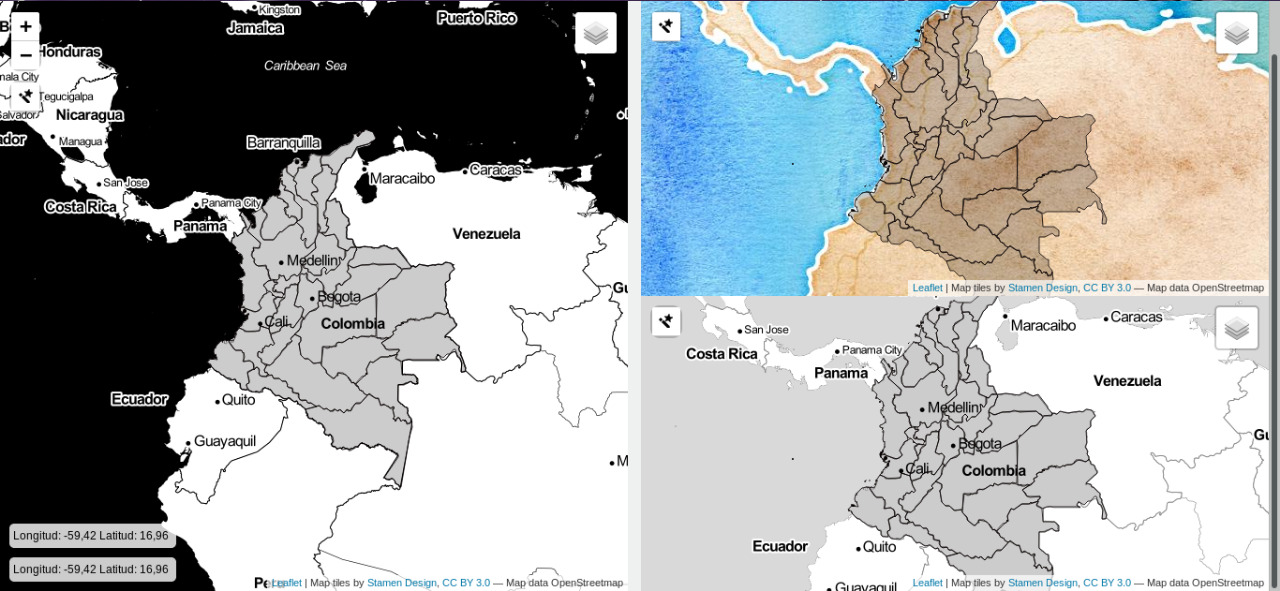 Kingston
Jamaica
Puerto Rico
+
−
Honduras
Caribbean Sea
mala City
Tegucigalpa
Salvador
Nicaragua
ador
Managua
Barranquilla
San Jose
Maracaibo
Caracas
Costa Rica
Panama City
Panama
Venezuela
Medellin
Gu
Bogota
Cali
Colombia
Ecuador
Quito
Guayaquil
M
Longitud: -59,42 Latitud: 16,96
Longitud: -59,42 Latitud: 16,96
Leaflet | Map tiles by Stamen Design, CC BY 3.0 — Map data OpenStreetmap
Leaflet | Map tiles by Stamen Design, CC BY 3.0 — Map data OpenStreetmap
San Jose
Maracaibo
Caracas
Costa Rica
Panama City
Panama
Venezuela
Medellin
Gu
Bogota
Cali
Colombia
Ecuador
Quito
Guayaquil
Leaflet | Map tiles by Stamen Design, CC BY 3.0 — Map data OpenStreetmap